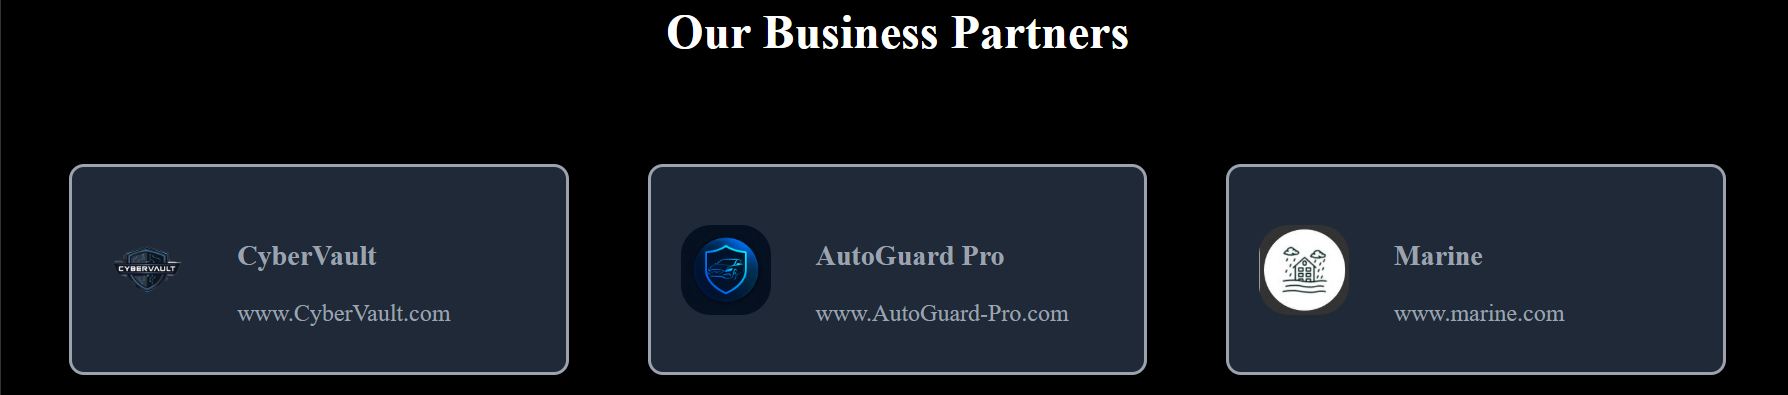 Our Business Partners
CYBERVAULT
CyberVault
www.CyberVault.com
AutoGuard Pro
www.AutoGuard-Pro.com
Marine
www.marine.com